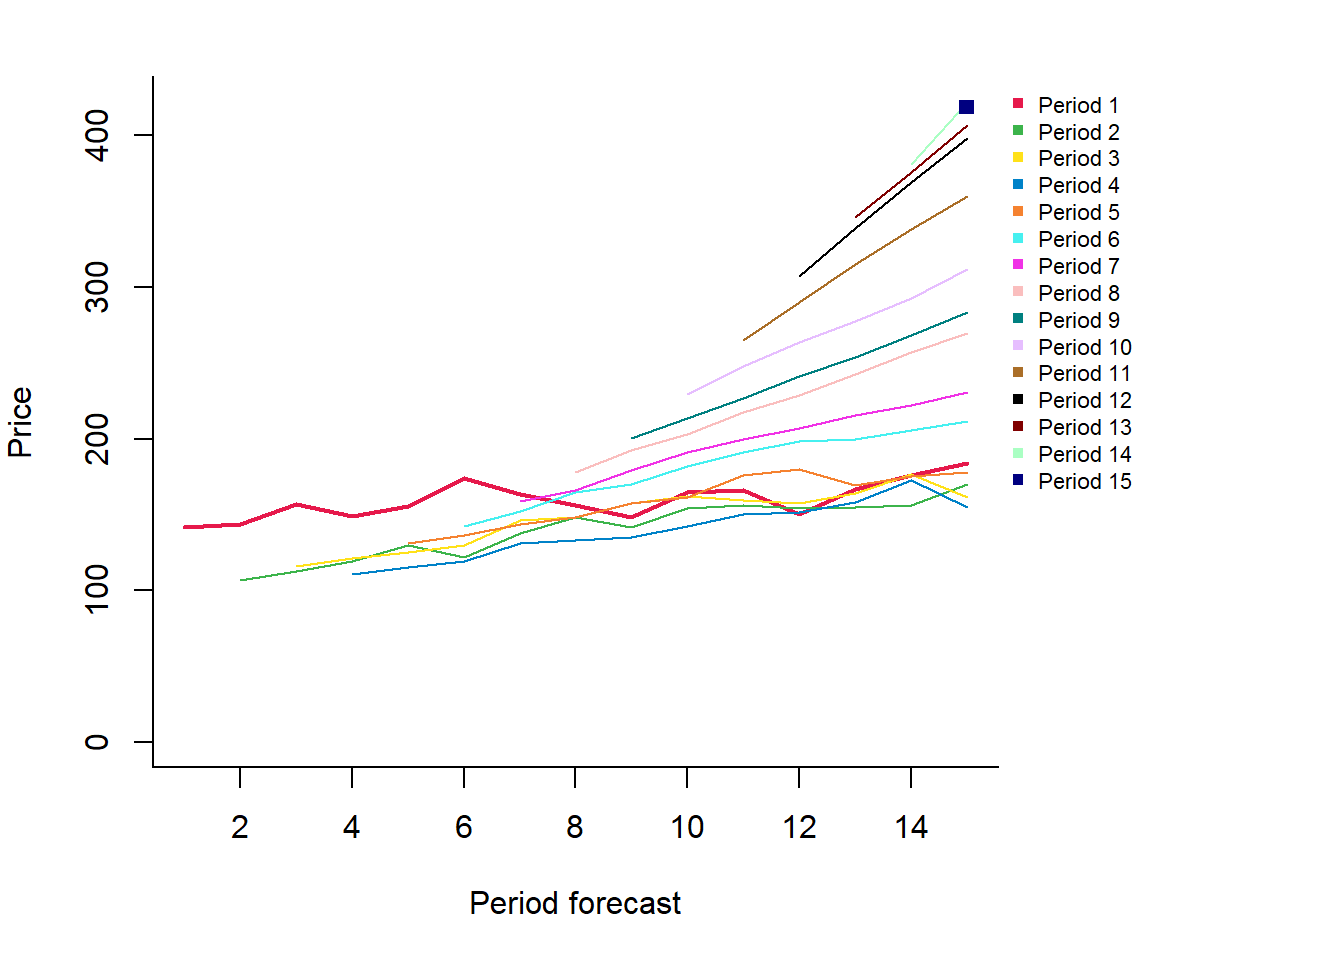 Price
400
300
200
100
0
2 4 6 8 10 12 14
Period forecast
Period 1
Period 2
Period 3
Period 4
Period 5
Period 6
Period 7
Period 8
Period 9
Period 10
Period 11
Period 12
Period 13
Period 14
Period 15